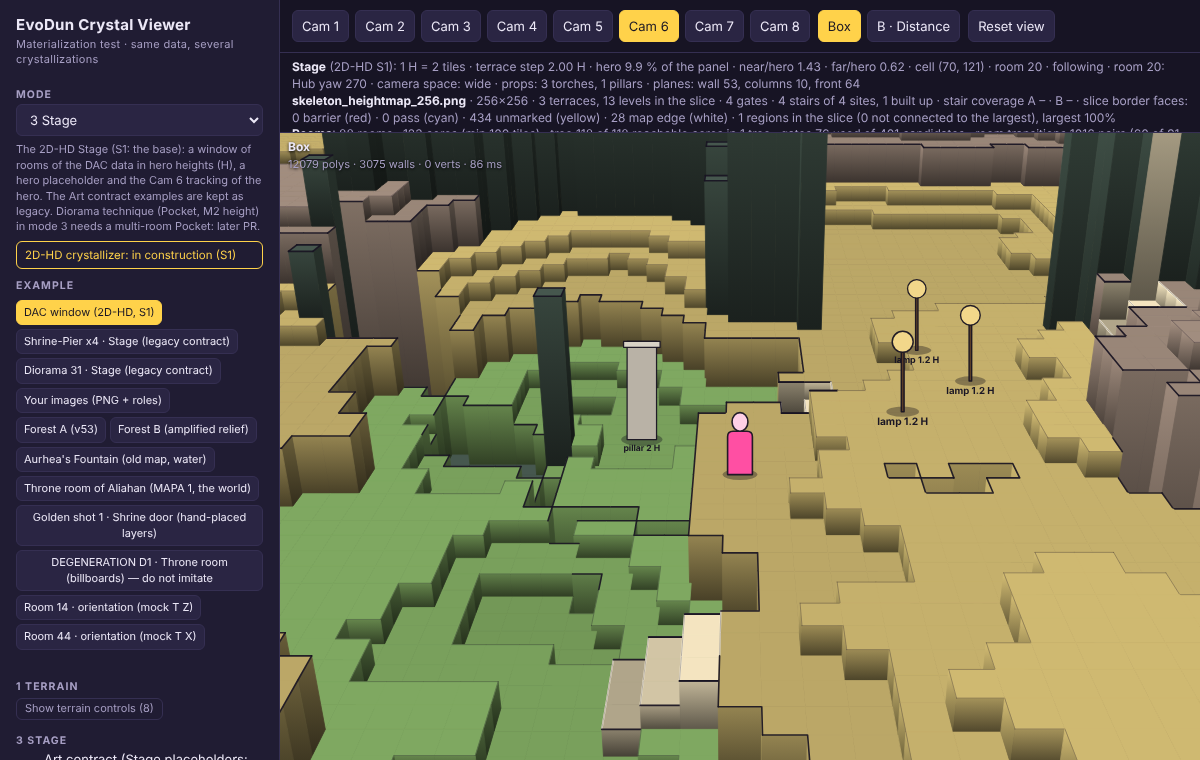 EvoDun Crystal Viewer
Materialization test · same data, several
crystallizations
MODE
3 Stage
The 2D-HD Stage (S1: the base): a window of
rooms of the DAC data in hero heights (H), a
hero placeholder and the Cam 6 tracking of the
hero. The Art contract examples are kept as
legacy. Diorama technique (Pocket, M2 height)
in mode 3 needs a multi-room Pocket: later PR.
2D-HD crystallizer: in construction (S1)
EXAMPLE
DAC window (2D-HD, S1)
Shrine-Pier x4 · Stage (legacy contract)
Diorama 31 · Stage (legacy contract)
Your images (PNG + roles)
Forest A (v53)
Forest B (amplified relief)
Aurhea's Fountain (old map, water)
Throne room of Aliahan (MAPA 1, the world)
Golden shot 1 · Shrine door (hand-placed
layers)
DEGENERATION D1 · Throne room
(billboards) — do not imitate
Room 14 · orientation (mock T Z)
Room 44 · orientation (mock T X)
1 TERRAIN
Show terrain controls (8)
3 STAGE
Art contract (Stage placeholders:
Cam 1
Cam 2
Cam 3
Cam 4
Cam 5
Cam 6
Cam 7
Cam 8
Box
B · Distance
Reset view
Stage (2D-HD S1): 1 H = 2 tiles · terrace step 2.00 H · hero 9.9 % of the panel · near/hero 1.43 · far/hero 0.62 · cell (70, 121) · room 20 · following · room 20:
Hub yaw 270 · camera space: wide · props: 3 torches, 1 pillars · planes: wall 53, columns 10, front 64
skeleton_heightmap_256.png · 256×256 · 3 terraces, 13 levels in the slice · 4 gates · 4 stairs of 4 sites, 1 built up · stair coverage A – · B – · slice border faces:
0 barrier (red) · 0 pass (cyan) · 434 unmarked (yellow) · 28 map edge (white) · 1 regions in the slice (0 not connected to the largest), largest 100%
Box
12079 polys · 3075 walls · 0 verts · 86 ms
lamp 1.2 H
lamp 1.2 H
lamp 1.2 H
pillar 2 H